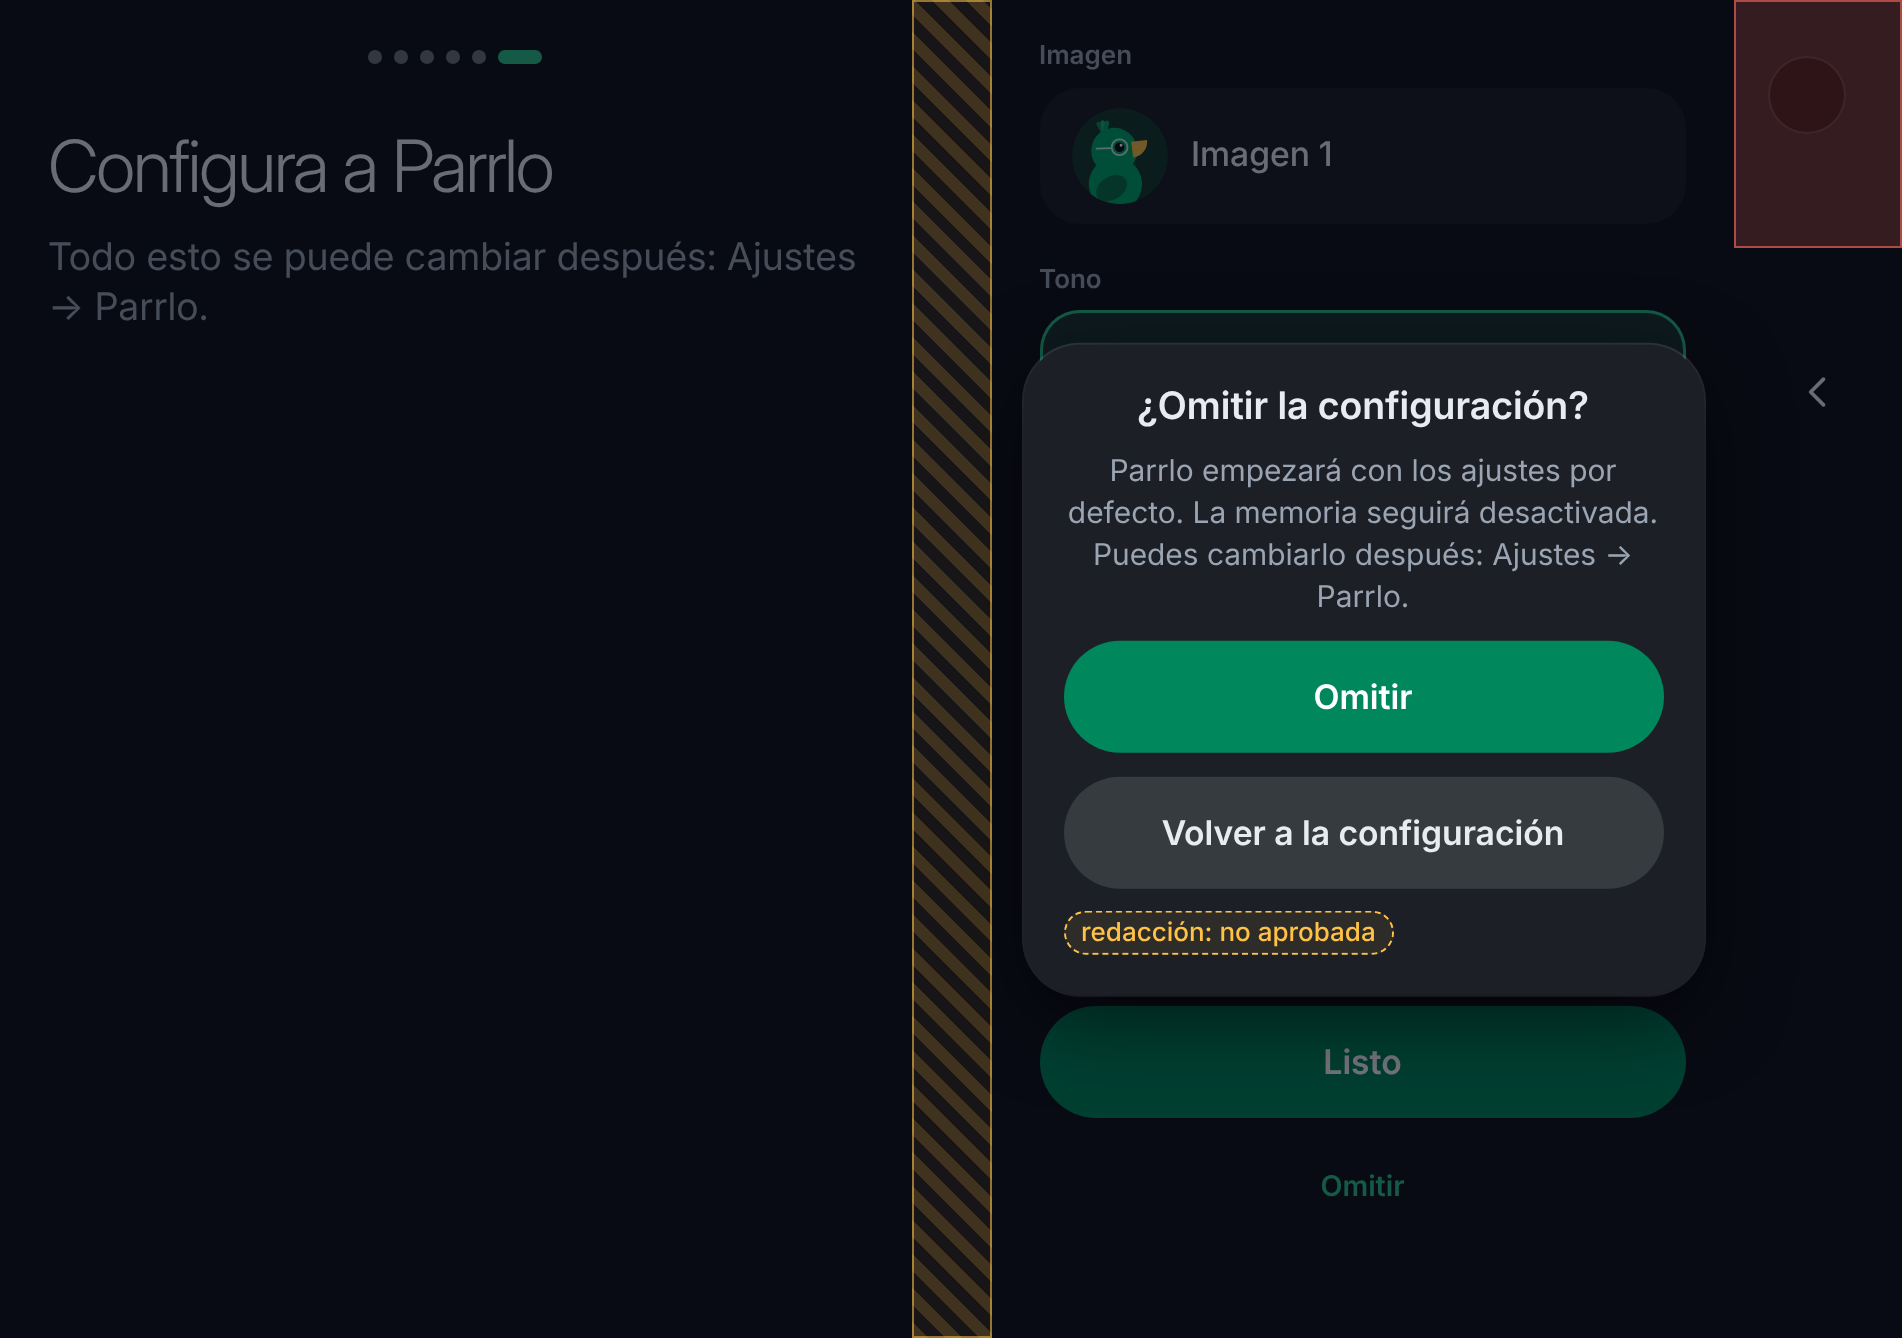 Configura a Parrlo
Todo esto se puede cambiar después: Ajustes
→ Parrlo.
Imagen
Imagen 1
Tono
¿Omitir la configuración?
Parrlo empezará con los ajustes por
defecto. La memoria seguirá desactivada.
Puedes cambiarlo después: Ajustes →
Parrlo.
Omitir
Volver a la configuración
redacción: no aprobada
Listo
Omitir